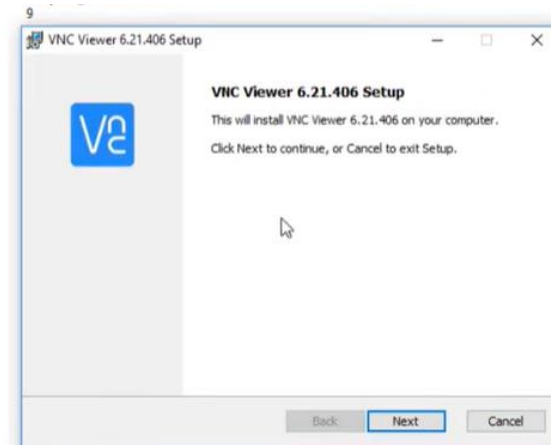 9
VNC Viewer 6.21.406 Setup
VNC Viewer 6.21.406 Setup
This will install VNC Viewer 6.21.406 on your computer.
Click Next to continue, or Cancel to exit Setup.
Back Next Cancel